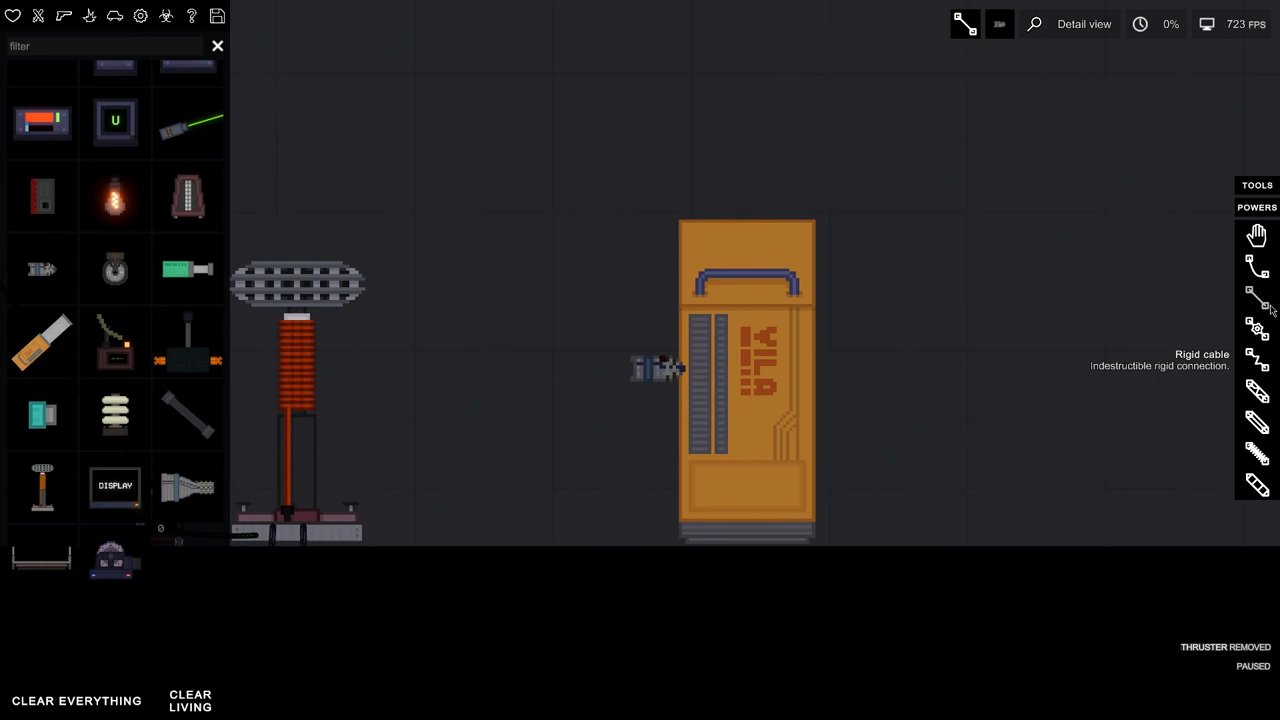 filter
Detail view
0%
723 FPS
U
TOOLS
POWERS
Rigid cable
Indestructible rigid connection.
DISPLAY
0
THRUSTER REMOVED
PAUSED
CLEAR EVERYTHING
CLEAR
LIVING